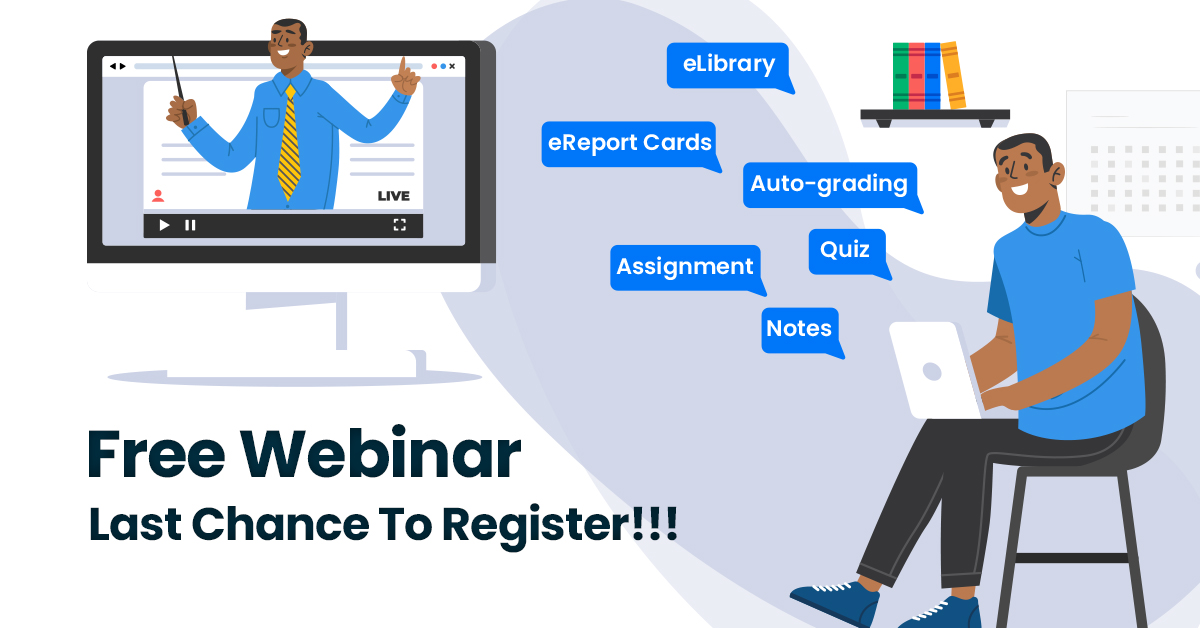 eLibrary
eReport Cards
Auto-grading
Quiz
Assignment
Notes
LIVE
Free Webinar
Last Chance To Register!!!